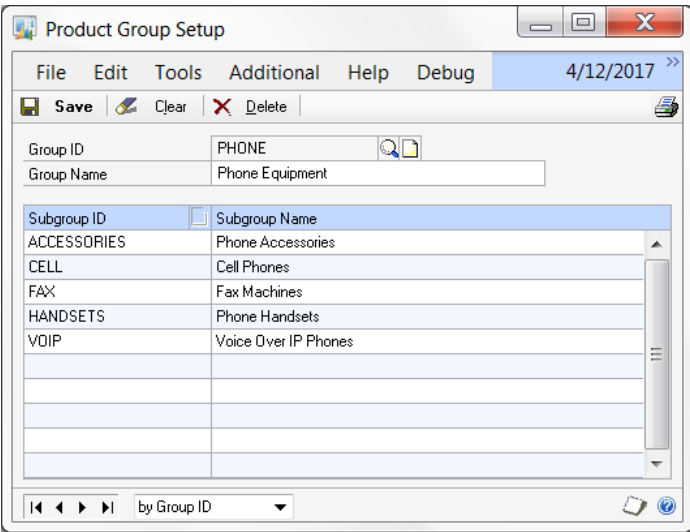 Product Group Setup
File Edit Tools Additional Help Debug 4/12/2017 »
Save Clear Delete
Group ID PHONE
Group Name Phone Equipment
Subgroup ID Subgroup Name
ACCESSORIES Phone Accessories
CELL Cell Phones
FAX Fax Machines
HANDSETS Phone Handsets
VOIP Voice Over IP Phones
by Group ID